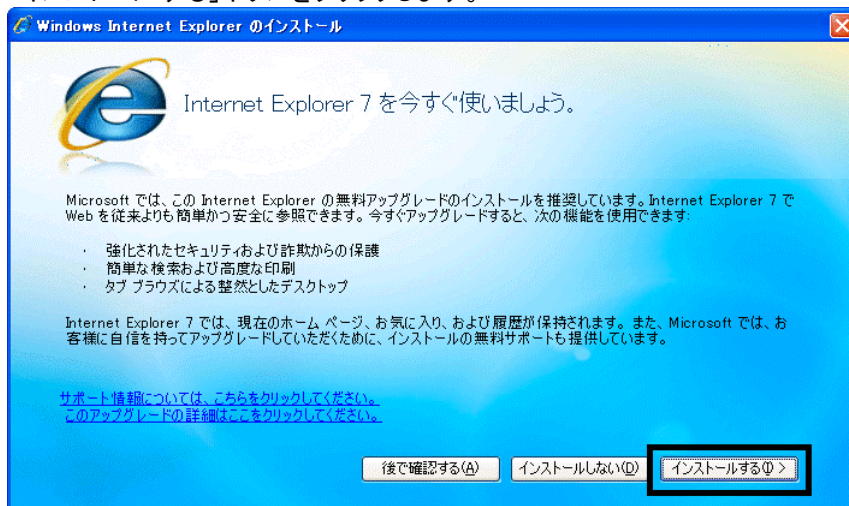 Windows Internet Explorer のインストール
Internet Explorer 7 を今すぐ使いましょう。
Microsoft では、この Internet Explorer の無料アップグレードのインストールを推奨しています。Internet Explorer 7 で
Web を従来よりも簡単かつ安全に参照できます。今すぐアップグレードすると、次の機能を使用できます:
· 強化されたセキュリティおよび詐欺からの保護
· 簡単な検索および高度な印刷
· タブ ブラウズによる整然としたデスクトップ
Internet Explorer 7 では、現在のホーム ページ、お気に入り、および履歴が保持されます。また、Microsoft では、お
客様に自信を持ってアップグレードしていただくために、インストールの無料サポートも提供しています。
サポート情報については、こちらをクリックしてください。
このアップグレードの詳細はここをクリックしてください。
後で確認する(A) インストールしない(D) インストールする(I) >